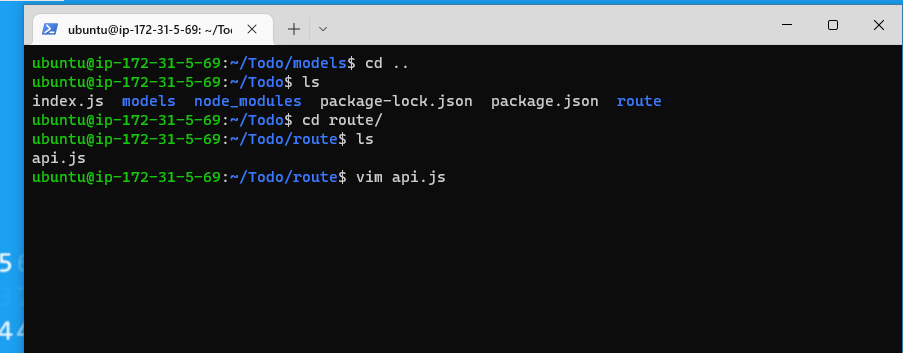 ubuntu@ip-172-31-5-69: ~/Tod
ubuntu@ip-172-31-5-69:~/Todo/models$ cd ..
ubuntu@ip-172-31-5-69:~/Todo$ ls
index.js models node_modules package-lock.json package.json route
ubuntu@ip-172-31-5-69:~/Todo$ cd route/
ubuntu@ip-172-31-5-69:~/Todo/route$ ls
api.js
ubuntu@ip-172-31-5-69:~/Todo/route$ vim api.js
5
44